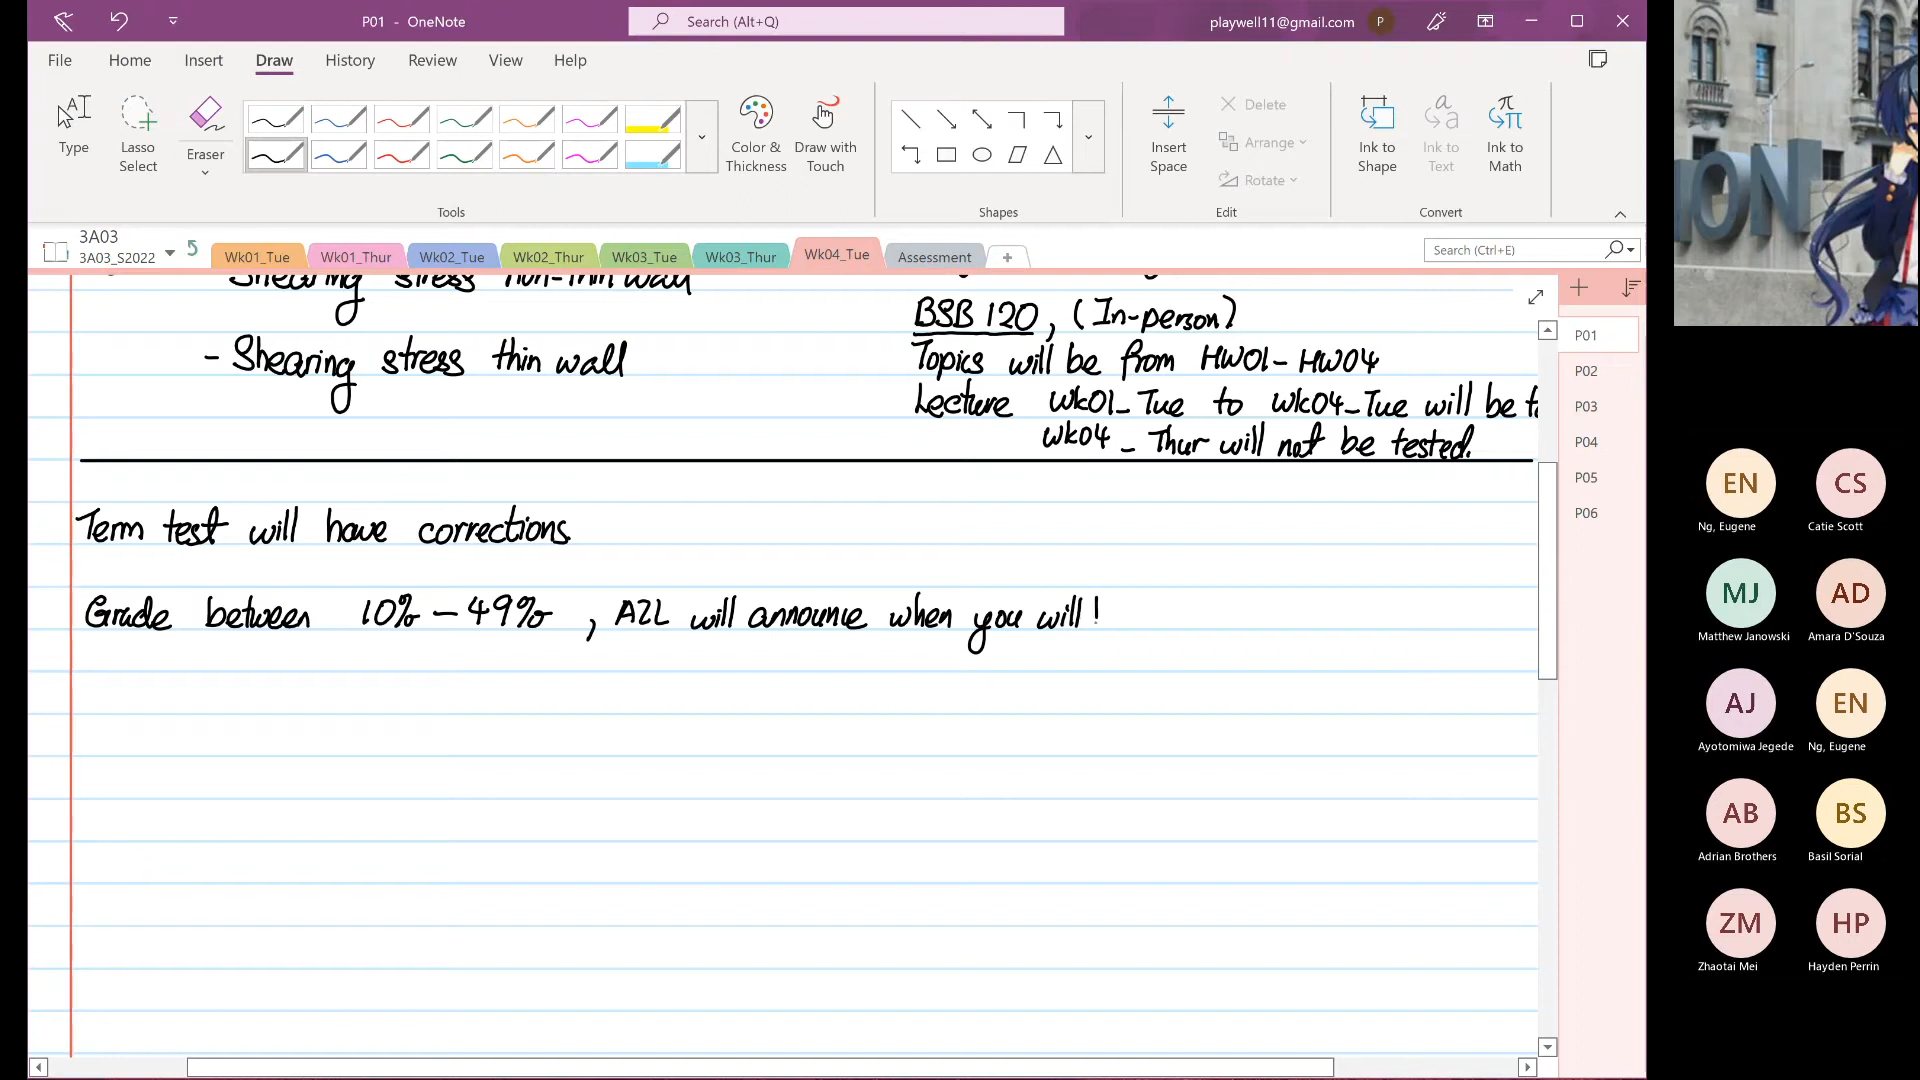 P01 - OneNote
Search (Alt+Q)
playwell11@gmail.com
P
File
Home
Insert
Draw
History
Review
View
Help
Type
Lasso
Select
Eraser
Color &
Thickness
Draw with
Touch
Insert
Space
Delete
Arrange
Rotate
Ink to
Shape
Ink to
Text
Ink to
Math
Tools
Shapes
Edit
Convert
3A03
3A03_S2022
Wk01_Tue
Wk01_Thur
Wk02_Tue
Wk02_Thur
Wk03_Tue
Wk03_Thur
Wk04_Tue
Assessment
Search (Ctrl+E)
- Shearing stress non-thin wall
BSB 120, (In-person)
- Shearing stress thin wall
Topics will be from HW01-HW04
Lecture Wk01_Tue to Wk04_Tue will be
Wk04_Thur will not be tested.
Term test will have corrections.
Grade between 10% - 49%, A2L will announce when you will
P01
P02
P03
P04
P05
P06
ION
EN
Ng, Eugene
CS
Catie Scott
MJ
Matthew Janowski
AD
Amara D'Souza
AJ
Ayotomiwa Jegede
EN
Ng, Eugene
AB
Adrian Brothers
BS
Basil Sorial
ZM
Zhaotai Mei
HP
Hayden Perrin